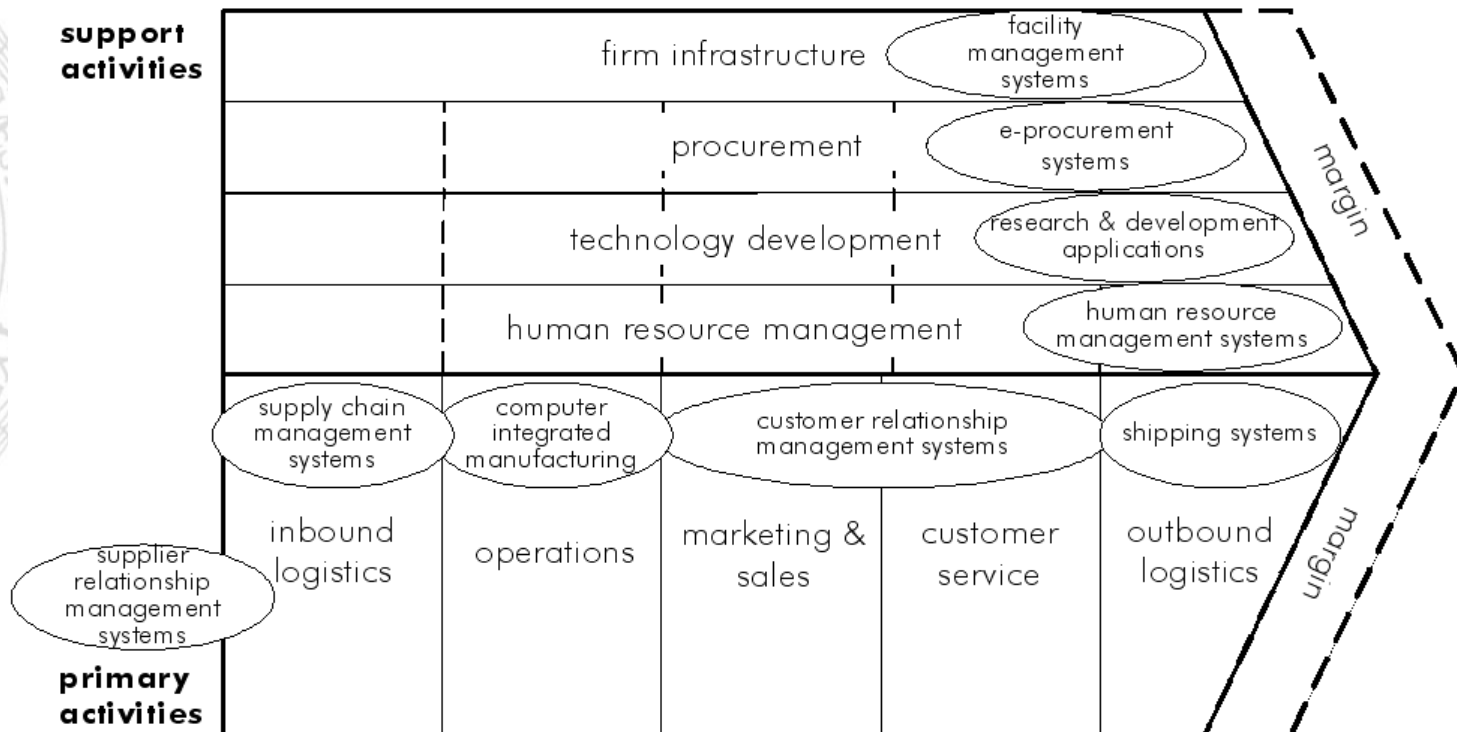 support
activities
firm infrastructure
facility
management
systems
procurement
e-procurement
systems
technology development
research & development
applications
human resource management
human resource
management systems
margin
supply chain
management
systems
computer
integrated
manufacturing
customer relationship
management systems
shipping systems
inbound
logistics
operations
marketing &
sales
customer
service
outbound
logistics
margin
supplier
relationship
management
systems
primary
activities